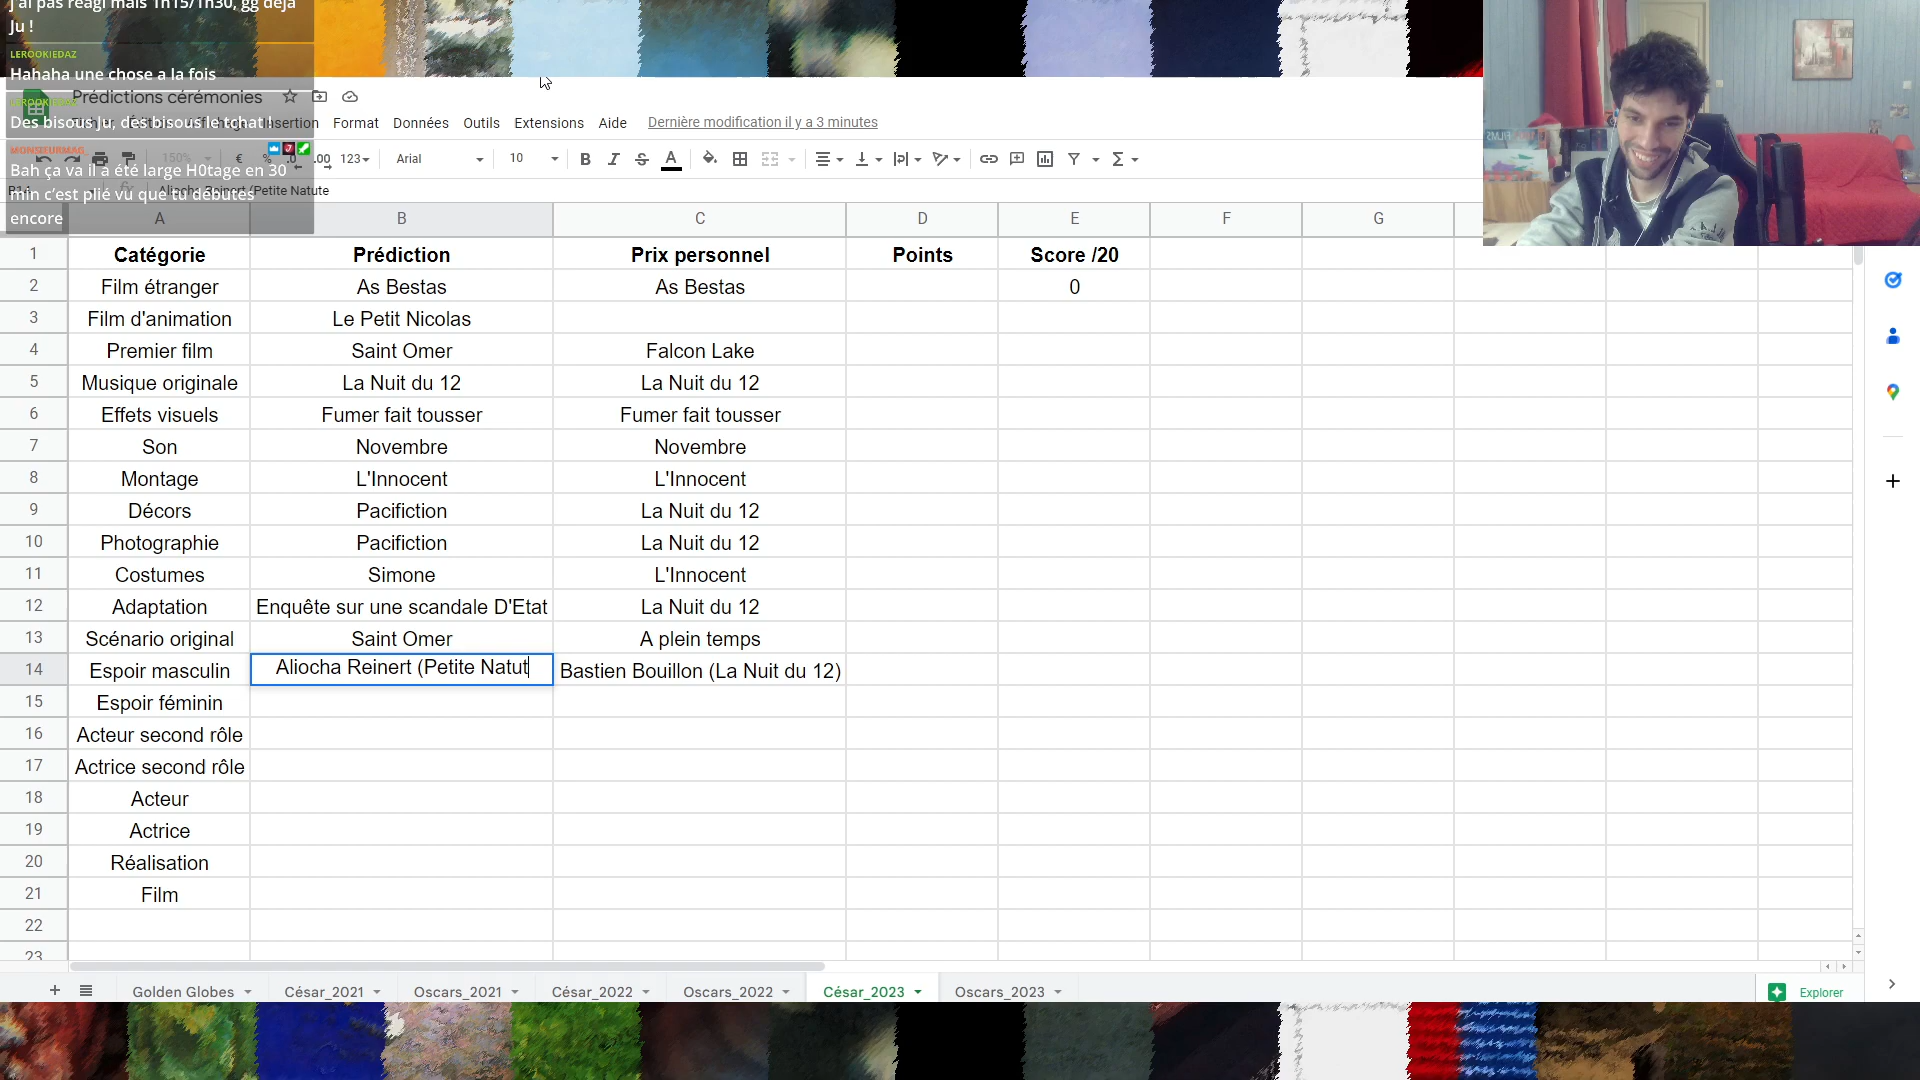 j'ai pas réagi mais 1h15/1h30, gg déjà
Ju !
LEROOKIEDAZ
Hahaha une chose a la fois
LEROOKIEDAZ
Des bisous Ju, des bisous le tchat !
MONSIEURMAG
Bah ça va il a été large H0tage en 30
min c'est plié vu que tu débutes
encore
Prédictions cérémonies
Insertion Format Données Outils Extensions Aide Dernière modification il y a 3 minutes
150% € % .0 .00 123 Arial 10 B I S A
Aliocha Reinert (Petite Natute
A B C D E F G
1 Catégorie Prédiction Prix personnel Points Score /20
2 Film étranger As Bestas As Bestas 0
3 Film d'animation Le Petit Nicolas
4 Premier film Saint Omer Falcon Lake
5 Musique originale La Nuit du 12 La Nuit du 12
6 Effets visuels Fumer fait tousser Fumer fait tousser
7 Son Novembre Novembre
8 Montage L'Innocent L'Innocent
9 Décors Pacifiction La Nuit du 12
10 Photographie Pacifiction La Nuit du 12
11 Costumes Simone L'Innocent
12 Adaptation Enquête sur une scandale D'Etat La Nuit du 12
13 Scénario original Saint Omer A plein temps
14 Espoir masculin Aliocha Reinert (Petite Natut Bastien Bouillon (La Nuit du 12)
15 Espoir féminin
16 Acteur second rôle
17 Actrice second rôle
18 Acteur
19 Actrice
20 Réalisation
21 Film
22
23
Golden Globes César_2021 Oscars_2021 César_2022 Oscars_2022 César_2023 Oscars_2023 Explorer